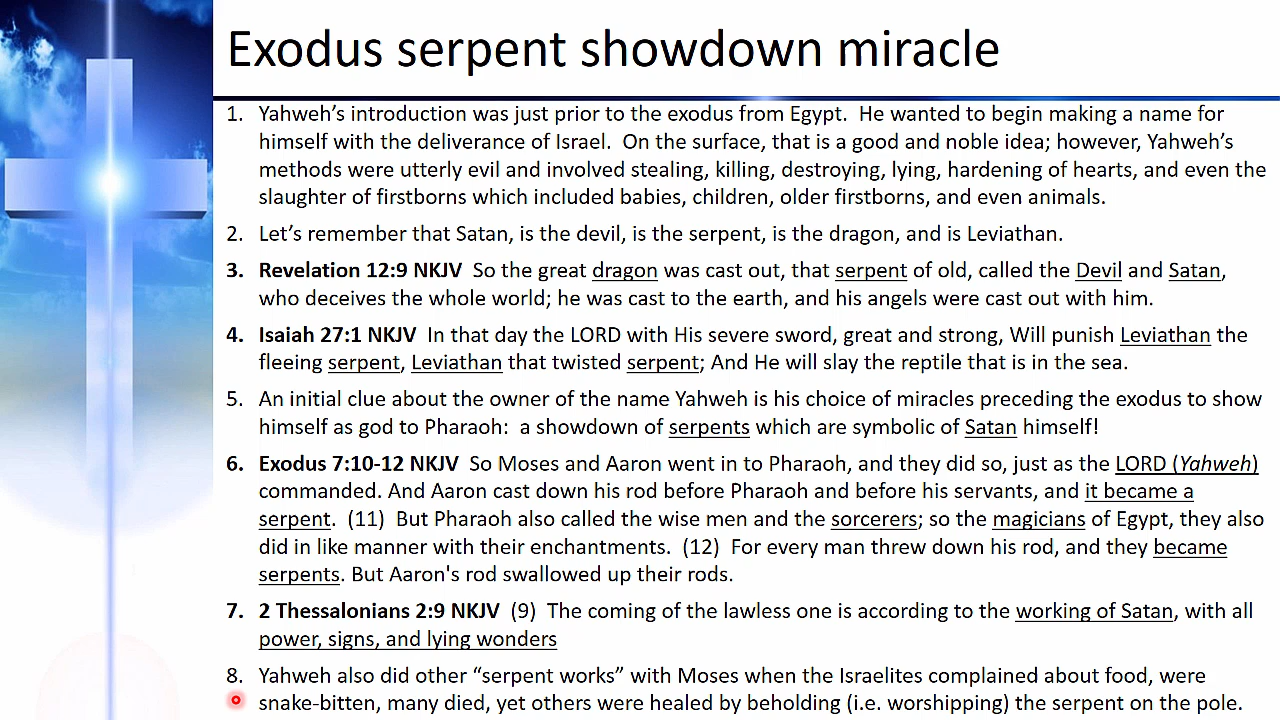 Exodus serpent showdown miracle
1. Yahweh’s introduction was just prior to the exodus from Egypt.  He wanted to begin making a name for
himself with the deliverance of Israel.  On the surface, that is a good and noble idea; however, Yahweh’s
methods were utterly evil and involved stealing, killing, destroying, lying, hardening of hearts, and even the
slaughter of firstborns which included babies, children, older firstborns, and even animals.
2. Let’s remember that Satan, is the devil, is the serpent, is the dragon, and is Leviathan.
3. Revelation 12:9 NKJV  So the great dragon was cast out, that serpent of old, called the Devil and Satan,
who deceives the whole world; he was cast to the earth, and his angels were cast out with him.
4. Isaiah 27:1 NKJV  In that day the LORD with His severe sword, great and strong, Will punish Leviathan the
fleeing serpent, Leviathan that twisted serpent; And He will slay the reptile that is in the sea.
5. An initial clue about the owner of the name Yahweh is his choice of miracles preceding the exodus to show
himself as god to Pharaoh:  a showdown of serpents which are symbolic of Satan himself!
6. Exodus 7:10-12 NKJV  So Moses and Aaron went in to Pharaoh, and they did so, just as the LORD (Yahweh)
commanded. And Aaron cast down his rod before Pharaoh and before his servants, and it became a
serpent.  (11)  But Pharaoh also called the wise men and the sorcerers; so the magicians of Egypt, they also
did in like manner with their enchantments.  (12)  For every man threw down his rod, and they became
serpents. But Aaron's rod swallowed up their rods.
7. 2 Thessalonians 2:9 NKJV  (9)  The coming of the lawless one is according to the working of Satan, with all
power, signs, and lying wonders
8. Yahweh also did other “serpent works” with Moses when the Israelites complained about food, were
snake-bitten, many died, yet others were healed by beholding (i.e. worshipping) the serpent on the pole.